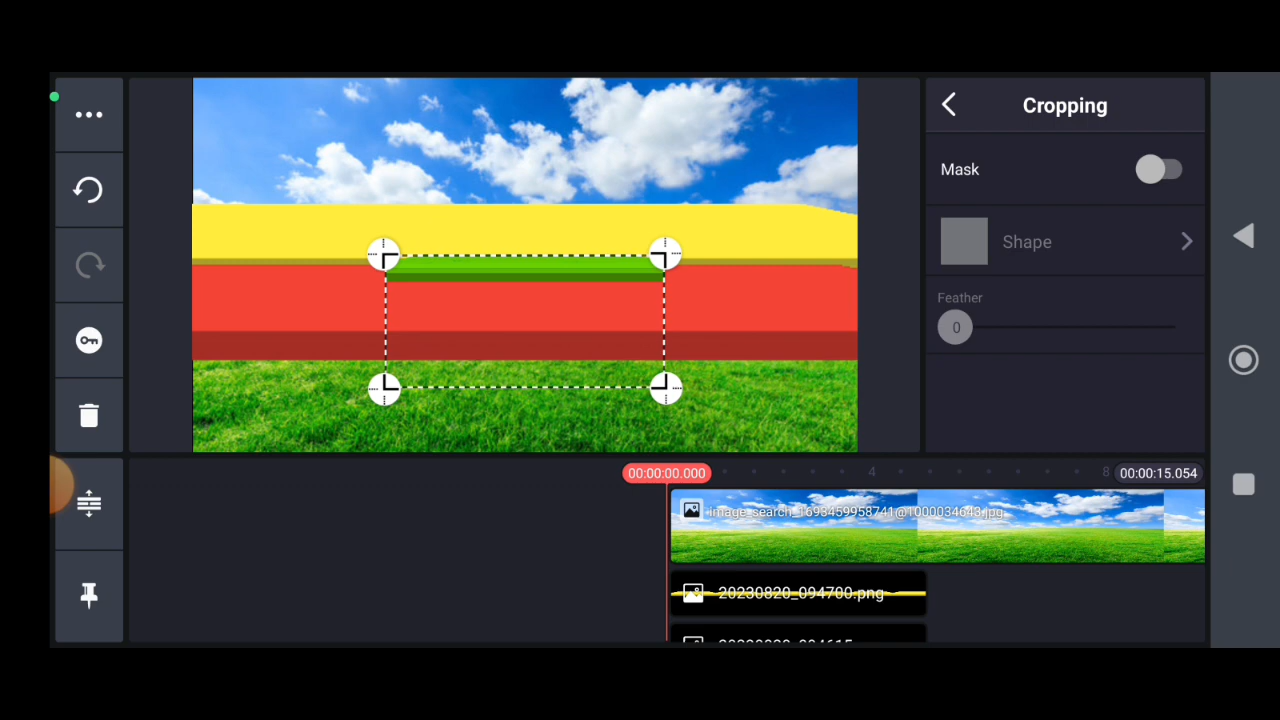 Cropping
Mask
Shape
Feather
0
00:00:00.000
4
8
00:00:15.054
image_search_1693459958741@1000034643.jpg
20230820_094700.png